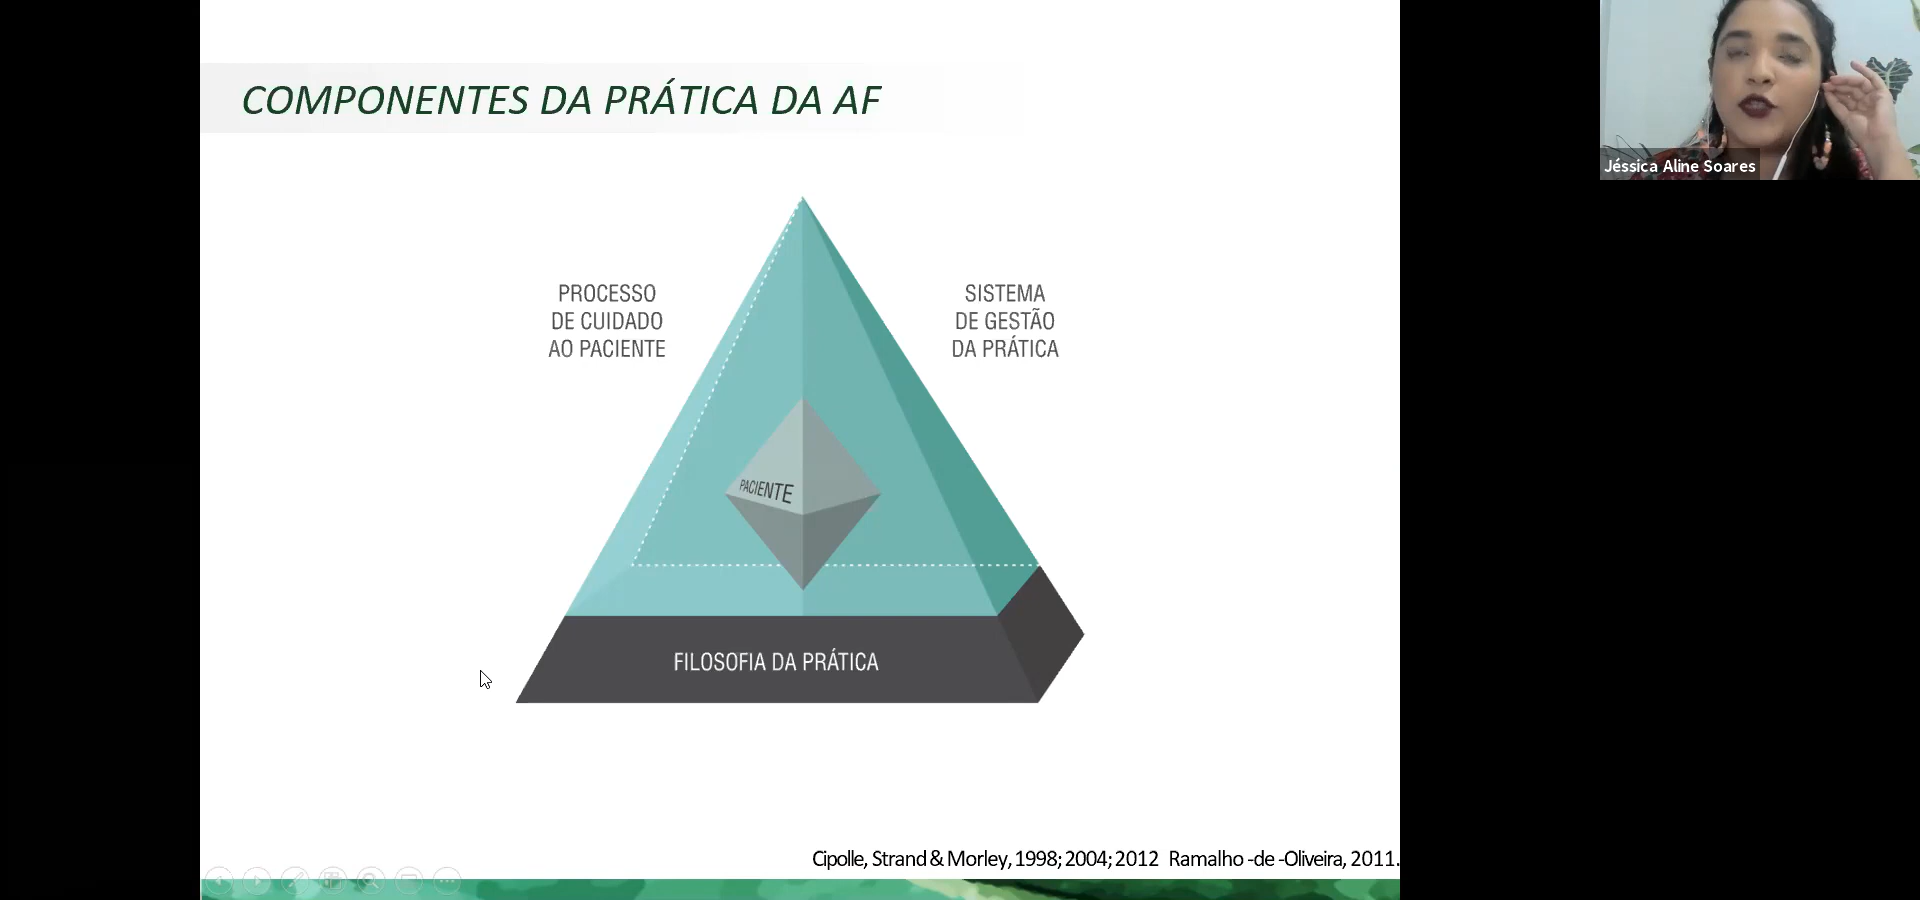 COMPONENTES DA PRÁTICA DA AF
Jéssica Aline Soares
PROCESSO
DE CUIDADO
AO PACIENTE
SISTEMA
DE GESTÃO
DA PRÁTICA
PACIENTE
FILOSOFIA DA PRÁTICA
Cipolle, Strand & Morley, 1998; 2004; 2012 Ramalho -de -Oliveira, 2011.